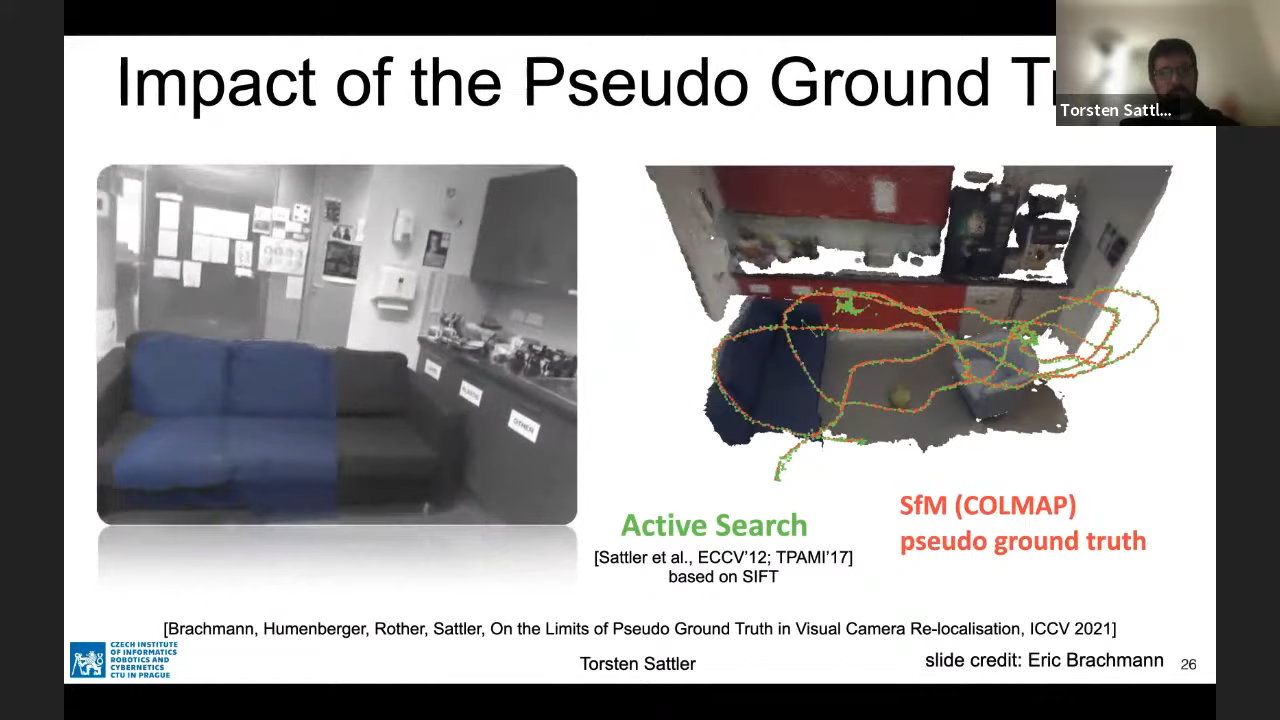 Impact of the Pseudo Ground T
Torsten Sattl...
OTHER
Active Search
[Sattler et al., ECCV'12; TPAMI'17]
based on SIFT
SfM (COLMAP)
pseudo ground truth
[Brachmann, Humenberger, Rother, Sattler, On the Limits of Pseudo Ground Truth in Visual Camera Re-localisation, ICCV 2021]
CZECH INSTITUTE
OF INFORMATICS
ROBOTICS AND
CYBERNETICS
CTU IN PRAGUE
Torsten Sattler
slide credit: Eric Brachmann
26